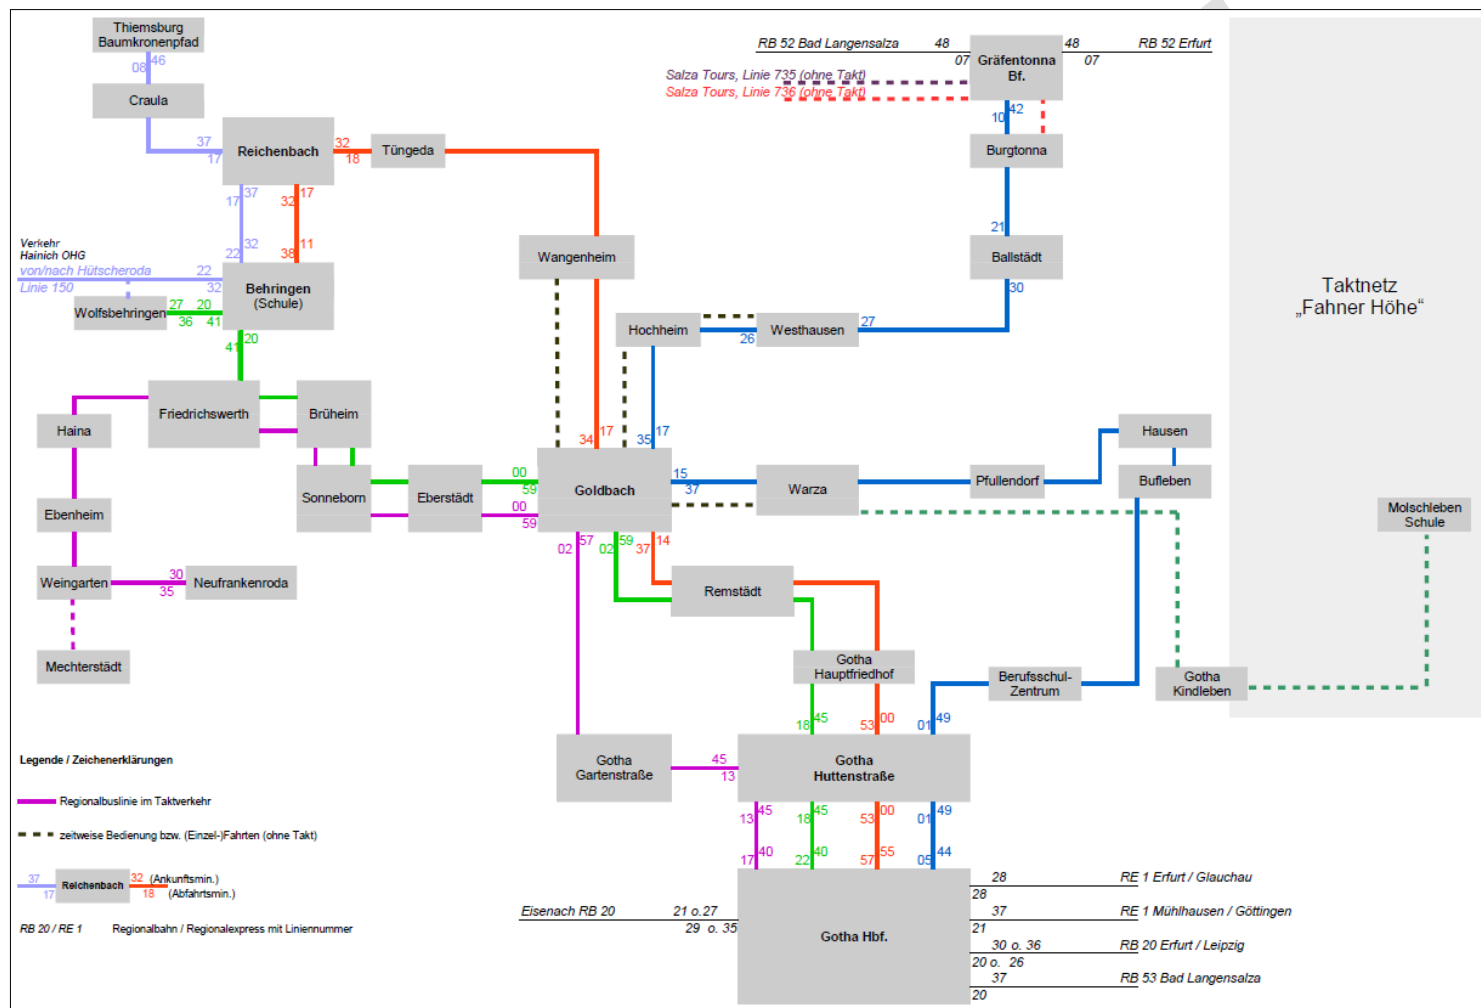 Thiemsburg
Baumkronenpfad
46
08
Craula
37
17
Reichenbach
32
18
Tüngeda
37
17
17
32
32
22
11
38
Verkehr
Hainich OHG
von/nach Hütscheroda
Linie 150
22
32
Behringen
(Schule)
Wolfsbehringen
27
20
36
41
20
41
Friedrichswerth
Brüheim
Haina
Ebenheim
Weingarten
30
35
Neufrankenroda
Mechterstädt
Sonneborn
Eberstädt
00
59
00
59
Wangenheim
34
17
35
17
Goldbach
15
37
57
02
59
02
14
37
RB 52 Bad Langensalza
48
07
Gräfentonna
Bf.
48
07
RB 52 Erfurt
Salza Tours, Linie 735 (ohne Takt)
Salza Tours, Linie 736 (ohne Takt)
42
10
Burgtonna
21
Ballstädt
30
Hochheim
26
Westhausen
27
Warza
Pfullendorf
Hausen
Bufleben
Taktnetz
„Fahner Höhe“
Molschleben
Schule
Remstädt
Gotha
Hauptfriedhof
Berufsschul-
Zentrum
Gotha
Kindleben
45
18
00
53
49
01
Gotha
Gartenstraße
45
13
Gotha
Huttenstraße
45
13
45
18
00
53
49
01
40
17
40
22
55
57
44
05
Gotha Hbf.
Eisenach RB 20
21 o.27
29 o. 35
28
28
RE 1 Erfurt / Glauchau
37
21
RE 1 Mühlhausen / Göttingen
30 o. 36
20 o. 26
RB 20 Erfurt / Leipzig
37
20
RB 53 Bad Langensalza
Legende / Zeichenerklärungen
Regionalbuslinie im Taktverkehr
zeitweise Bedienung bzw. (Einzel-)Fahrten (ohne Takt)
37
17
Reichenbach
32
(Ankunftsmin.)
18
(Abfahrtsmin.)
RB 20 / RE 1
Regionalbahn / Regionalexpress mit Liniennummer